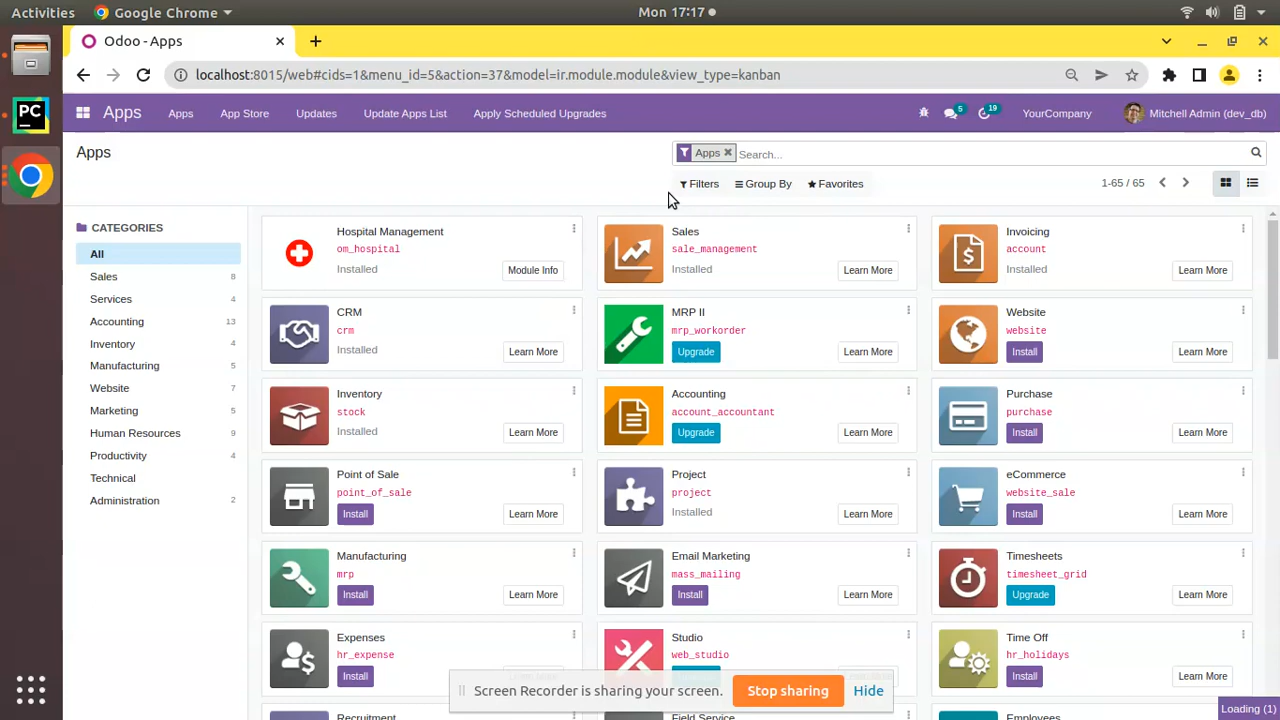 Activities Google Chrome Mon 17:17
Odoo - Apps
localhost:8015/web#cids=1&menu_id=5&action=37&model=ir.module.module&view_type=kanban
PC
Apps Apps App Store Updates Update Apps List Apply Scheduled Upgrades 5 19 YourCompany Mitchell Admin (dev_db)
Apps
Apps Search...
Filters Group By Favorites 1-65 / 65
CATEGORIES
All
Sales 8
Services 4
Accounting 13
Inventory 4
Manufacturing 5
Website 7
Marketing 5
Human Resources 9
Productivity 4
Technical
Administration 2
Hospital Management
om_hospital
Installed Module Info
Sales
sale_management
Installed Learn More
Invoicing
account
Installed Learn More
CRM
crm
Installed Learn More
MRP II
mrp_workorder
Upgrade Learn More
Website
website
Install Learn More
Inventory
stock
Installed Learn More
Accounting
account_accountant
Upgrade Learn More
Purchase
purchase
Install Learn More
Point of Sale
point_of_sale
Install Learn More
Project
project
Installed Learn More
eCommerce
website_sale
Install Learn More
Manufacturing
mrp
Install Learn More
Email Marketing
mass_mailing
Install Learn More
Timesheets
timesheet_grid
Upgrade Learn More
Expenses
hr_expense
Install
Studio
web_studio
Time Off
hr_holidays
Install Learn More
Screen Recorder is sharing your screen. Stop sharing Hide
Recruitment
Field Service
Employees
Loading (1)